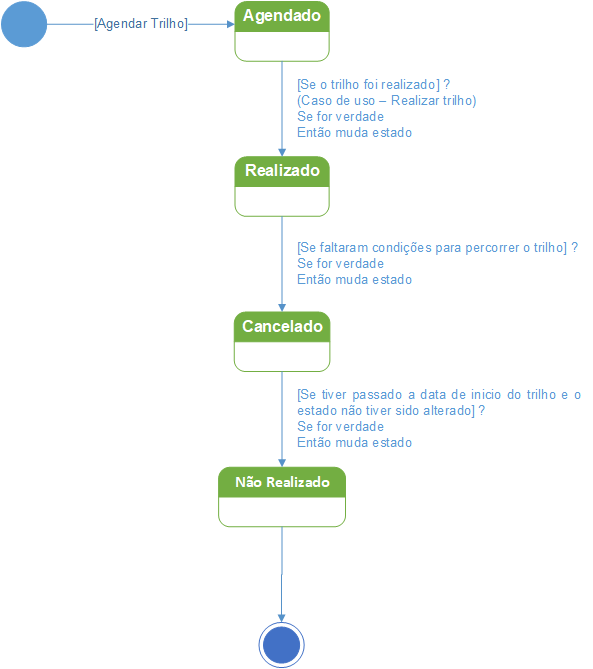 [Agendar Trilho]
Agendado
[Se o trilho foi realizado] ?
(Caso de uso – Realizar trilho)
Se for verdade
Então muda estado
Realizado
[Se faltaram condições para percorrer o trilho] ?
Se for verdade
Então muda estado
Cancelado
[Se tiver passado a data de inicio do trilho e o
estado não tiver sido alterado] ?
Se for verdade
Então muda estado
Não Realizado